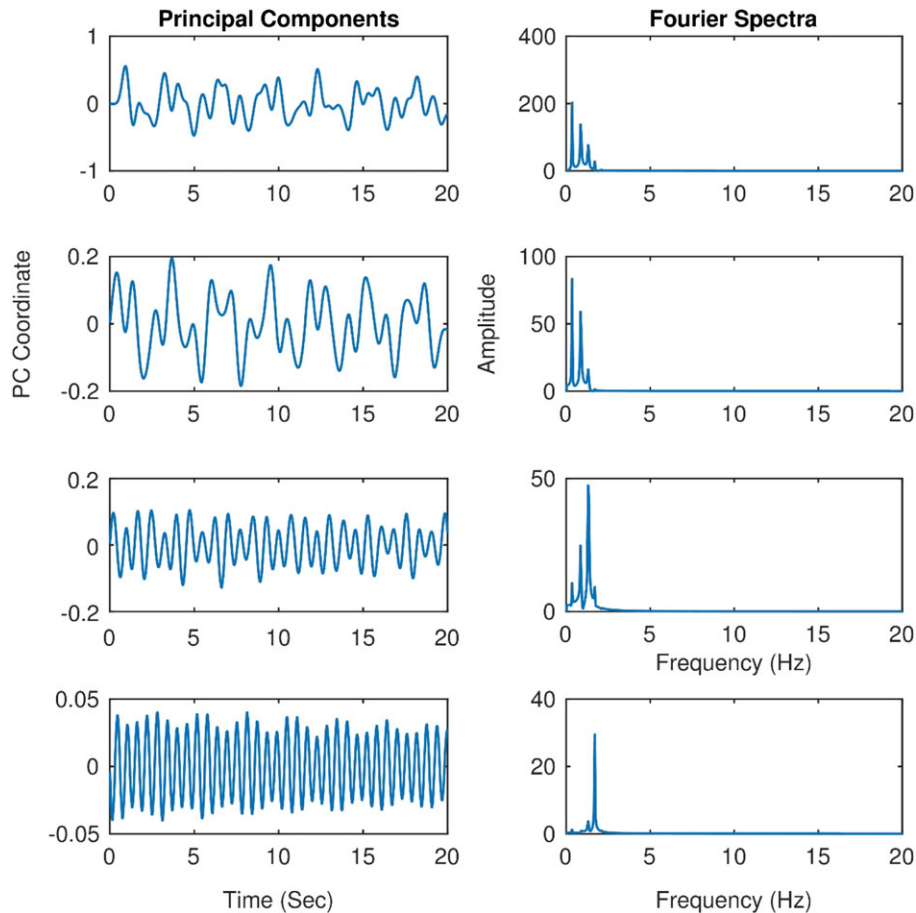 Principal Components
Fourier Spectra
1
0
-1
0 5 10 15 20
400
200
0
0 5 10 15 20
PC Coordinate
0.2
0
-0.2
0 5 10 15 20
Amplitude
100
50
0
0 5 10 15 20
0.2
0
-0.2
0 5 10 15 20
50
0
0 5 10 15 20
Frequency (Hz)
0.05
0
-0.05
0 5 10 15 20
Time (Sec)
40
20
0
0 5 10 15 20
Frequency (Hz)